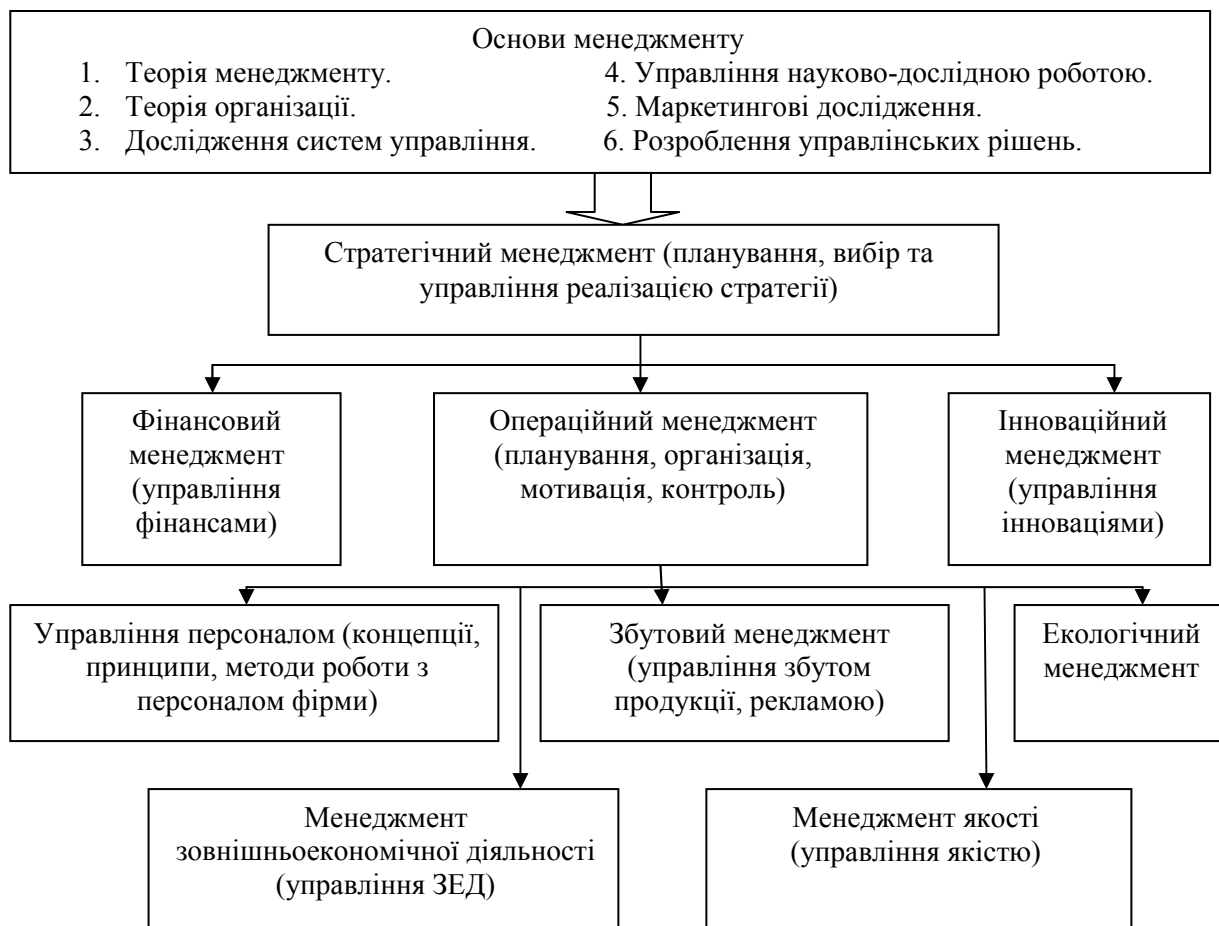 Основи менеджменту
1. Теорія менеджменту. 4. Управління науково-дослідною роботою.
2. Теорія організації. 5. Маркетингові дослідження.
3. Дослідження систем управління. 6. Розроблення управлінських рішень.
Стратегічний менеджмент (планування, вибір та
управління реалізацією стратегії)
Фінансовий
менеджмент
(управління
фінансами)
Операційний менеджмент
(планування, організація,
мотивація, контроль)
Інноваційний
менеджмент
(управління
інноваціями)
Управління персоналом (концепції,
принципи, методи роботи з
персоналом фірми)
Збутовий менеджмент
(управління збутом
продукції, рекламою)
Екологічний
менеджмент
Менеджмент
зовнішньоекономічної діяльності
(управління ЗЕД)
Менеджмент якості
(управління якістю)